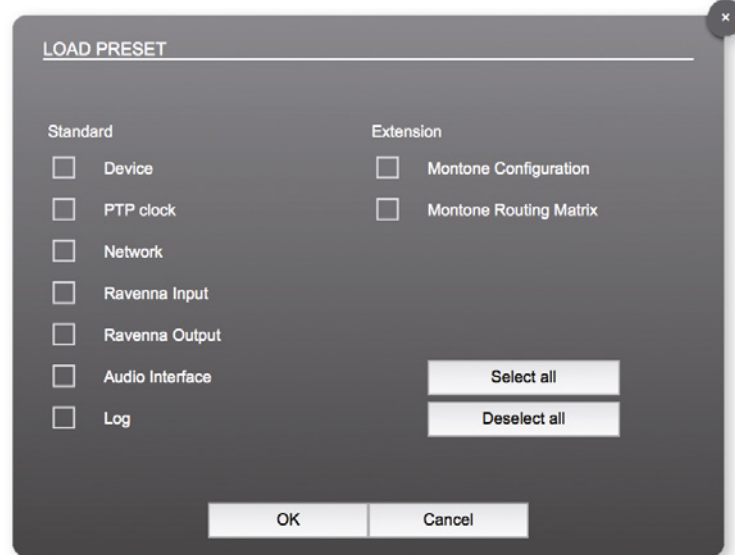 ×
LOAD PRESET
Standard
Extension
Device
Montone Configuration
PTP clock
Montone Routing Matrix
Network
Ravenna Input
Ravenna Output
Audio Interface
Select all
Log
Deselect all
OK
Cancel